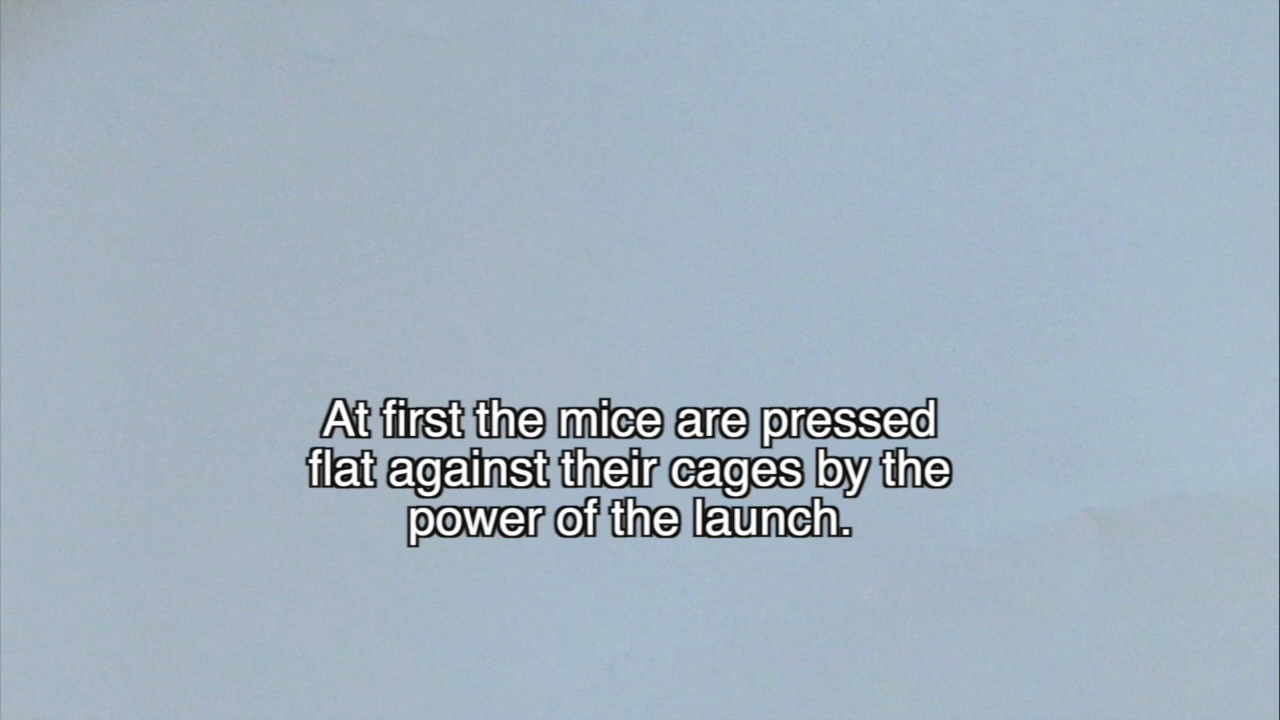 At first the mice are pressed
flat against their cages by the
power of the launch.